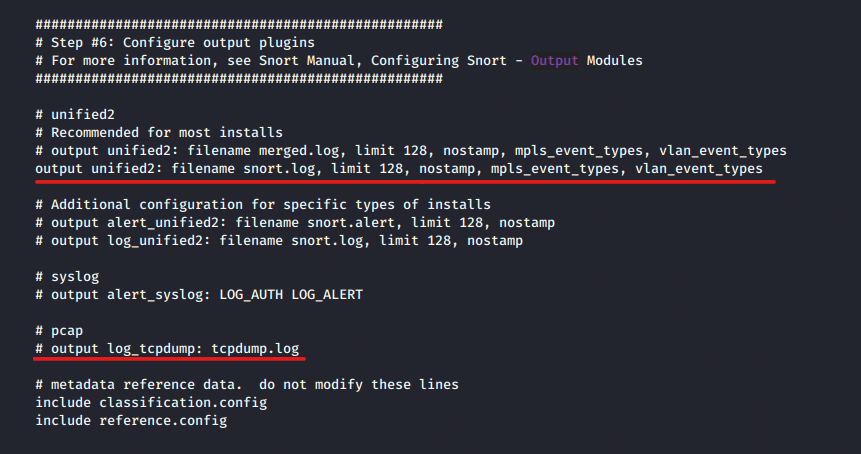 ###################################################
# Step #6: Configure output plugins
# For more information, see Snort Manual, Configuring Snort - Output Modules
###################################################
# unified2
# Recommended for most installs
# output unified2: filename merged.log, limit 128, nostamp, mpls_event_types, vlan_event_types
output unified2: filename snort.log, limit 128, nostamp, mpls_event_types, vlan_event_types
# Additional configuration for specific types of installs
# output alert_unified2: filename snort.alert, limit 128, nostamp
# output log_unified2: filename snort.log, limit 128, nostamp
# syslog
# output alert_syslog: LOG_AUTH LOG_ALERT
# pcap
# output log_tcpdump: tcpdump.log
# metadata reference data.  do not modify these lines
include classification.config
include reference.config